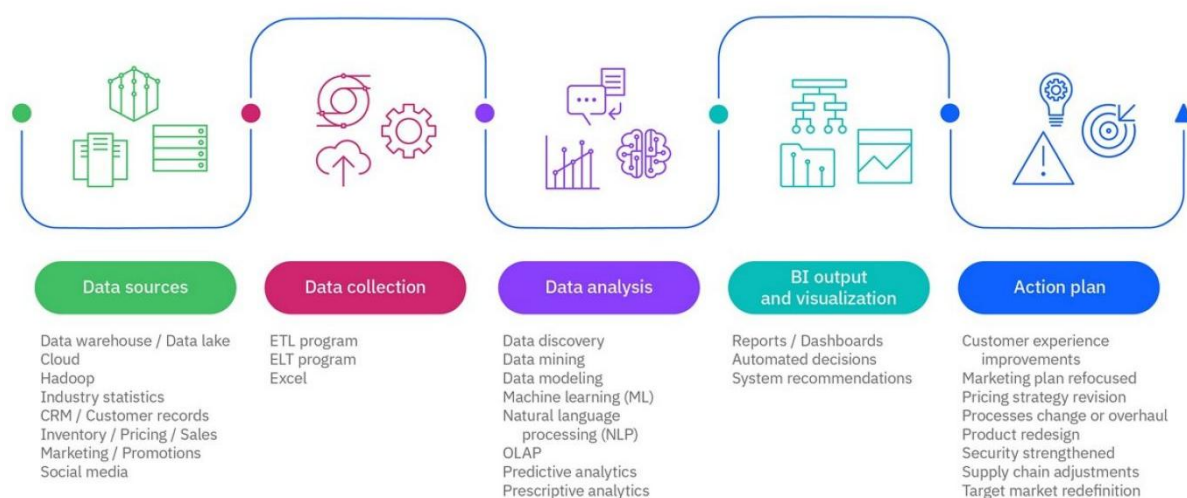 Data sources
Data warehouse / Data lake
Cloud
Hadoop
Industry statistics
CRM / Customer records
Inventory / Pricing / Sales
Marketing / Promotions
Social media
Data collection
ETL program
ELT program
Excel
Data analysis
Data discovery
Data mining
Data modeling
Machine learning (ML)
Natural language
processing (NLP)
OLAP
Predictive analytics
Prescriptive analytics
BI output
and visualization
Reports / Dashboards
Automated decisions
System recommendations
Action plan
Customer experience
improvements
Marketing plan refocused
Pricing strategy revision
Processes change or overhaul
Product redesign
Security strengthened
Supply chain adjustments
Target market redefinition